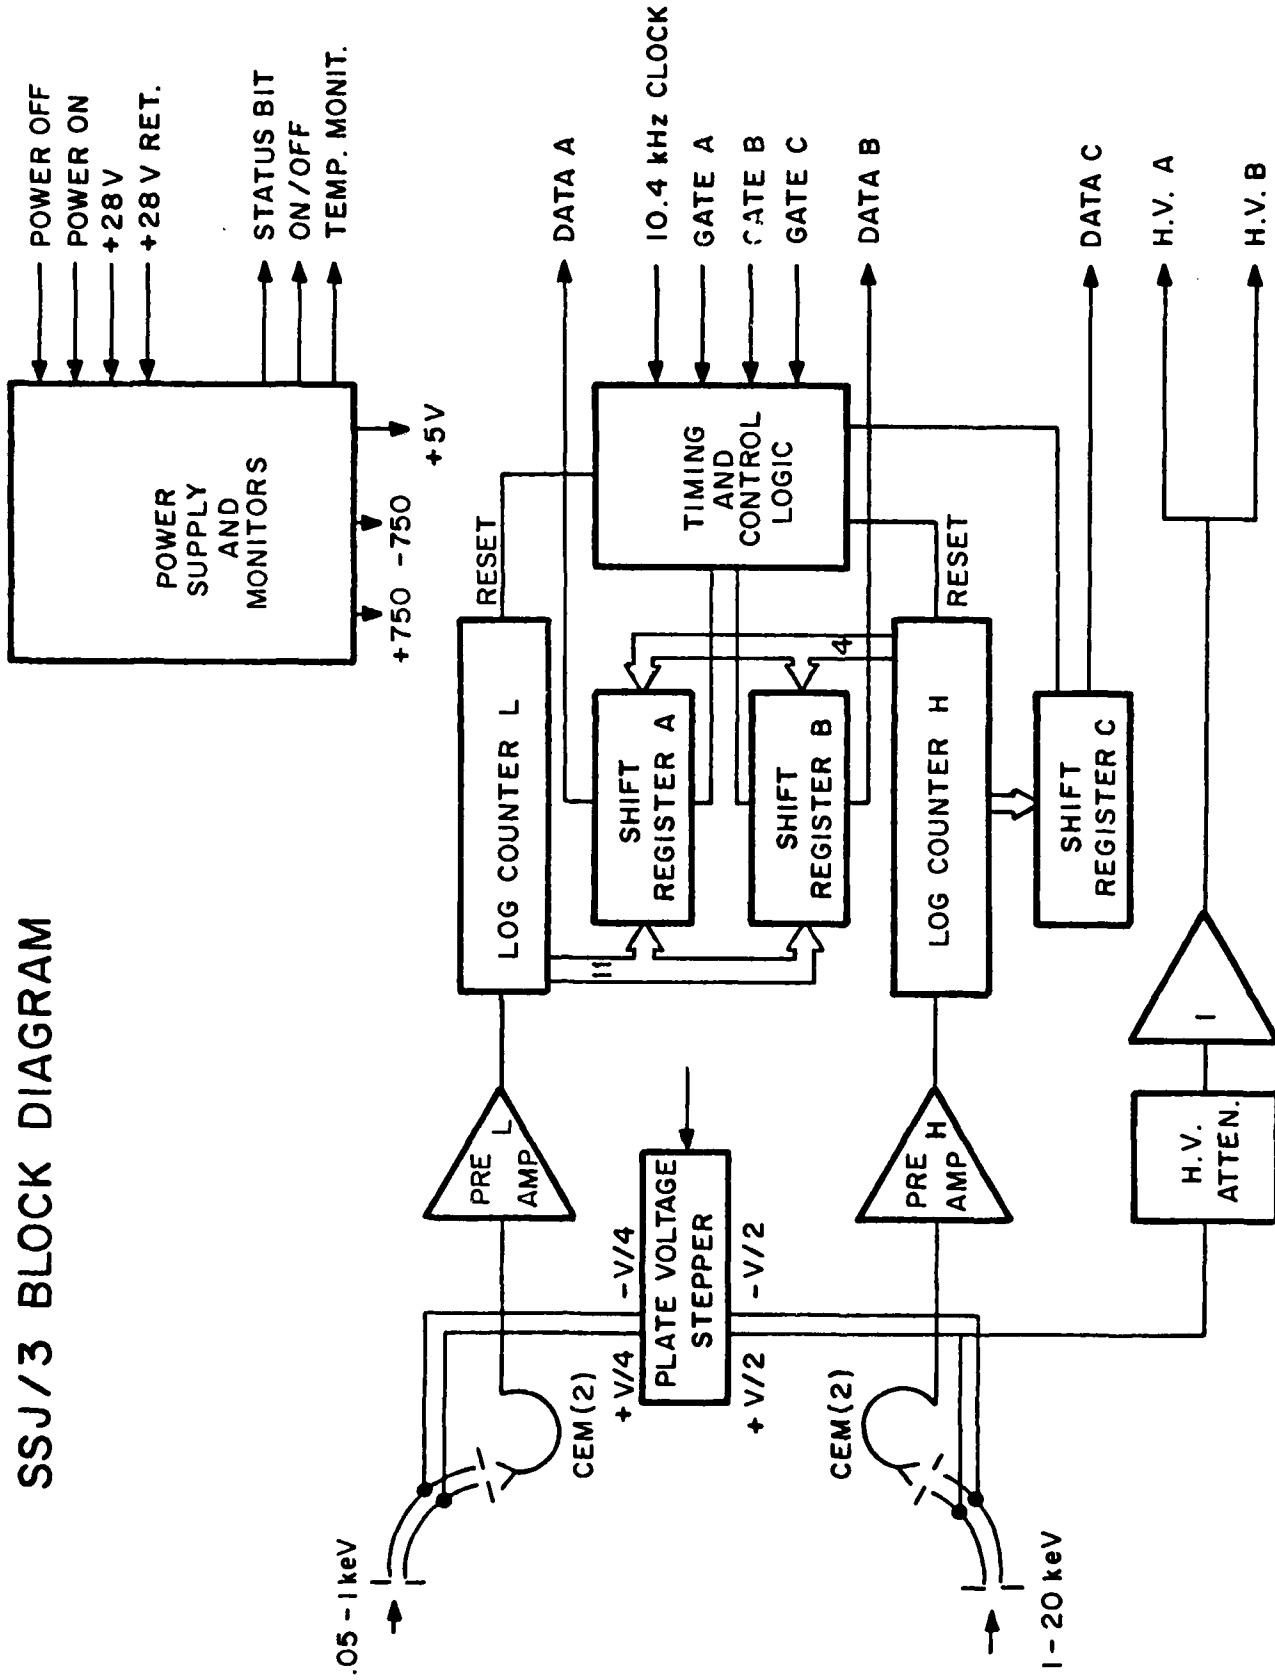 SSJ/3 BLOCK DIAGRAM
POWER OFF
POWER ON
+28V
+28V RET.
STATUS BIT
ON/OFF
TEMP. MONIT.
POWER
SUPPLY
AND
MONITORS
+750
-750
+5V
.05-1keV
CEM(2)
PRE
AMP
L
LOG COUNTER L
RESET
DATA A
11
SHIFT
REGISTER A
TIMING
AND
CONTROL
LOGIC
10.4 kHz CLOCK
GATE A
GATE B
GATE C
+V/4
-V/4
PLATE VOLTAGE
STEPPER
+V/2
-V/2
SHIFT
REGISTER B
4
DATA B
CEM(2)
PRE
AMP
H
LOG COUNTER H
RESET
1-20keV
SHIFT
REGISTER C
DATA C
H.V.
ATTEN.
1
H.V. A
H.V. B